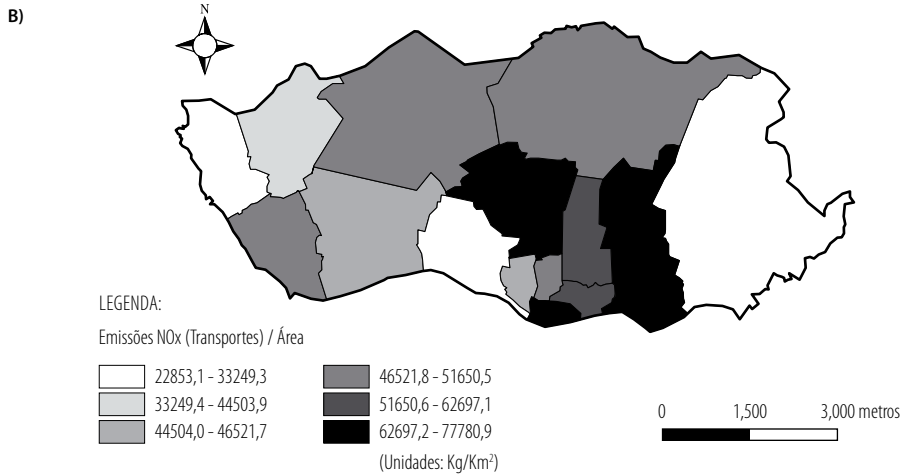 B)
N
LEGENDA:
Emissões NOx (Transportes) / Área
22853,1 - 33249,3
33249,4 - 44503,9
44504,0 - 46521,7
46521,8 - 51650,5
51650,6 - 62697,1
62697,2 - 77780,9
(Unidades: Kg/Km²)
0 1,500 3,000 metros